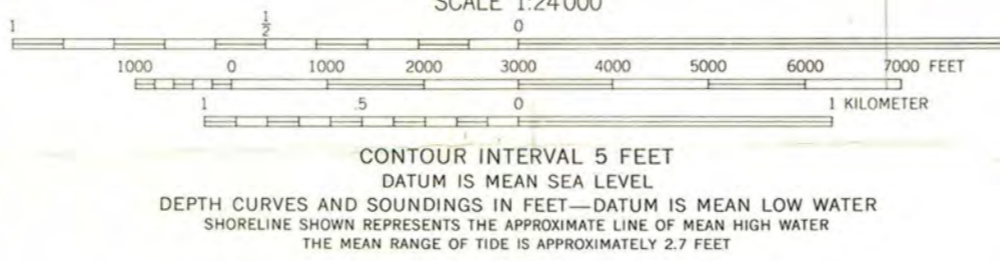 SCALE 1:24 000
1 ½ 0
1000 0 1000 2000 3000 4000 5000 6000 7000 FEET
1 .5 0 1 KILOMETER
CONTOUR INTERVAL 5 FEET
DATUM IS MEAN SEA LEVEL
DEPTH CURVES AND SOUNDINGS IN FEET—DATUM IS MEAN LOW WATER
SHORELINE SHOWN REPRESENTS THE APPROXIMATE LINE OF MEAN HIGH WATER
THE MEAN RANGE OF TIDE IS APPROXIMATELY 2.7 FEET